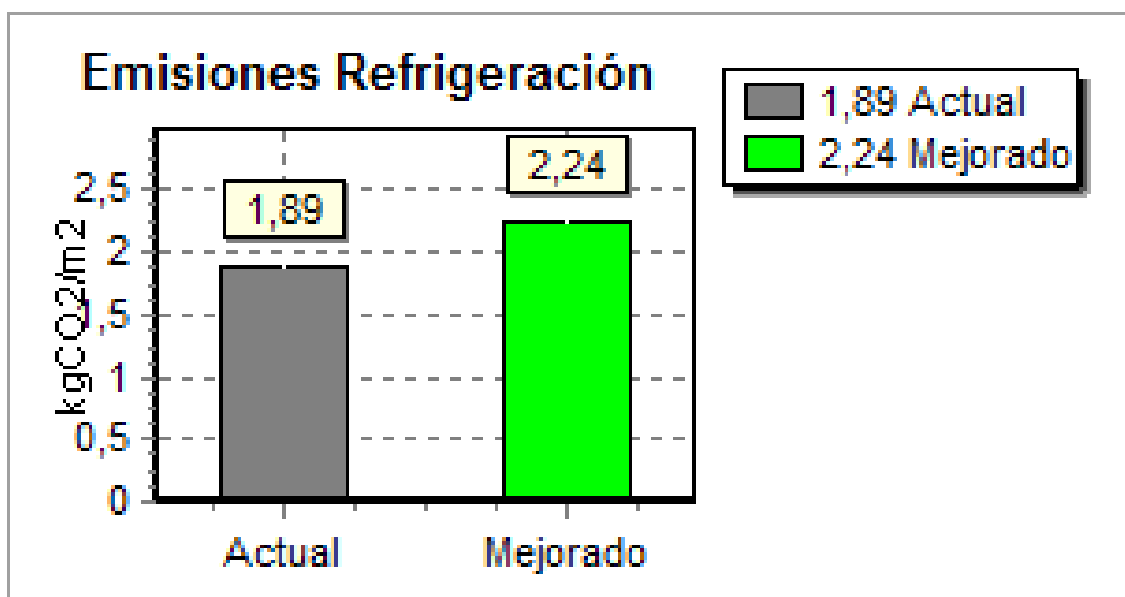 Emisiones Refrigeración
1,89 Actual
2,24 Mejorado
2,24
1,89
kgCO2/m2
2,5
2
1,5
1
0,5
0
Actual
Mejorado